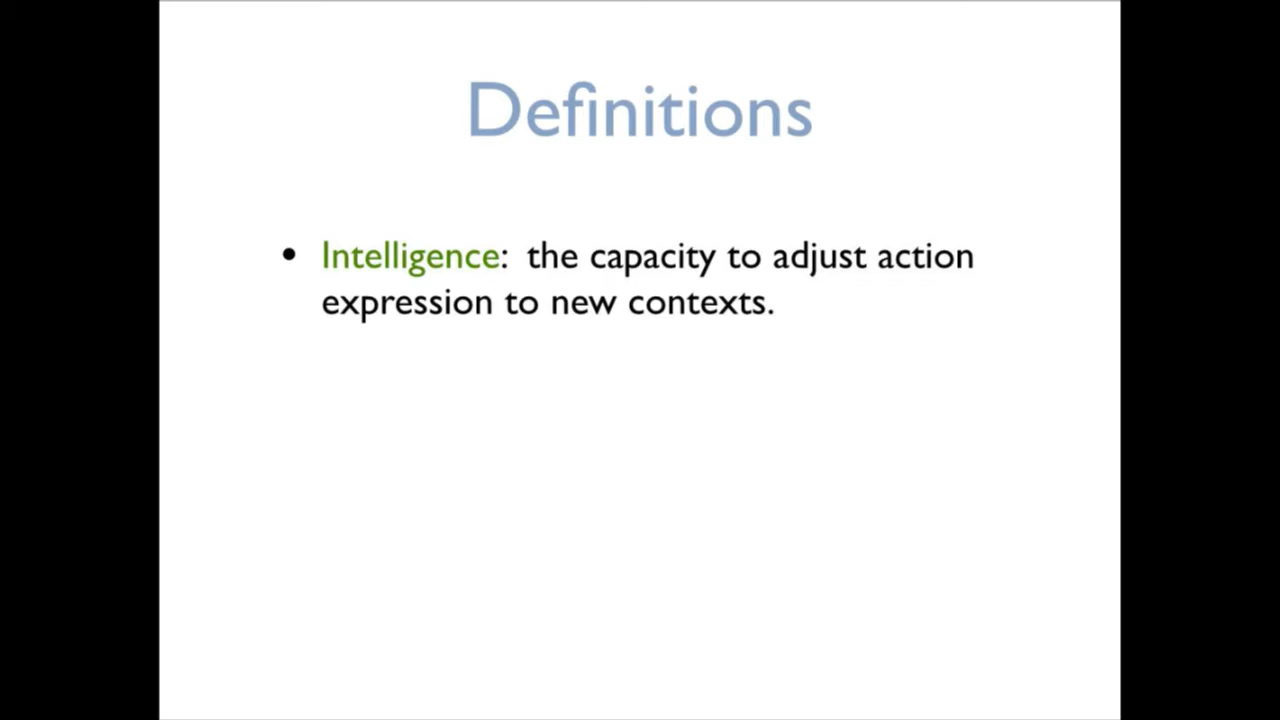 Definitions
• Intelligence: the capacity to adjust action
expression to new contexts.